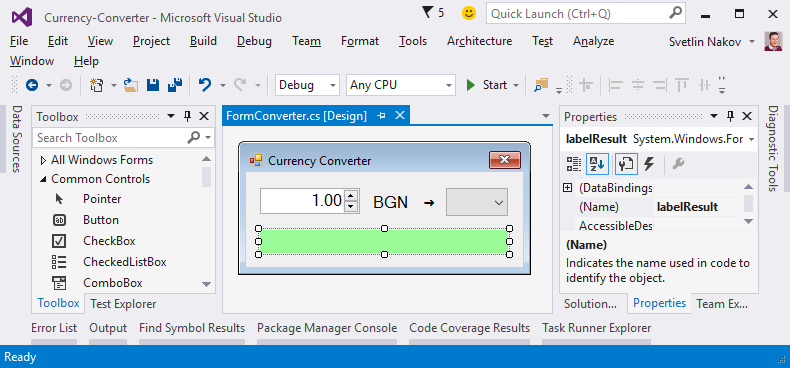 Currency-Converter - Microsoft Visual Studio
5
Quick Launch (Ctrl+Q)
File Edit View Project Build Debug Team Format Tools Architecture Test Analyze
Svetlin Nakov
Window Help
Debug Any CPU Start
Data Sources
Toolbox
Search Toolbox
All Windows Forms
Common Controls
Pointer
Button
CheckBox
CheckedListBox
ComboBox
Toolbox Test Explorer
FormConverter.cs [Design]
Currency Converter
1.00 BGN →
Properties
labelResult System.Windows.For
(DataBindings
(Name) labelResult
AccessibleDes
(Name)
Indicates the name used in code to
identify the object.
Solution... Properties Team Ex...
Diagnostic Tools
Error List Output Find Symbol Results Package Manager Console Code Coverage Results Task Runner Explorer
Ready